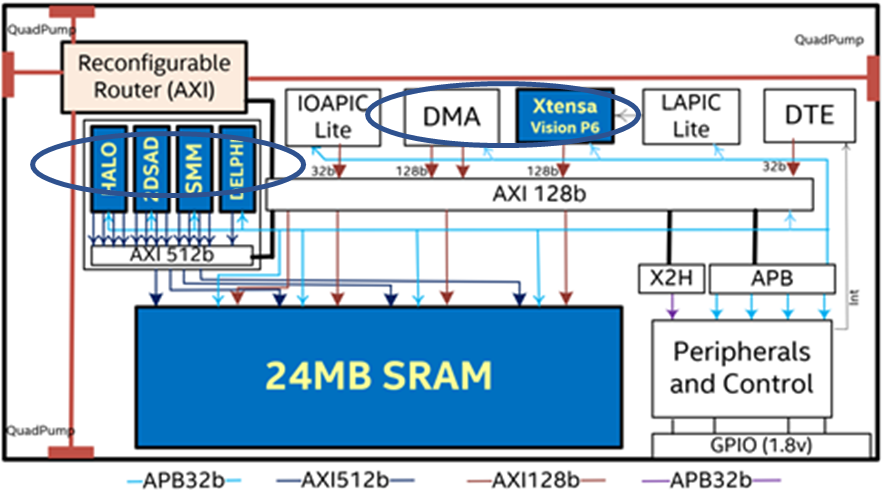 QuadPump
QuadPump
Reconfigurable
Router (AXI)
IOAPIC
Lite
DMA
Xtensa
Vision P6
LAPIC
Lite
DTE
HALO
2DSAD
SMM
DELPHI
32b
128b
128b
32b
AXI 128b
AXI 512b
X2H
APB
Int
24MB SRAM
Peripherals
and Control
QuadPump
GPIO (1.8v)
APB32b
AXI512b
AXI128b
APB32b